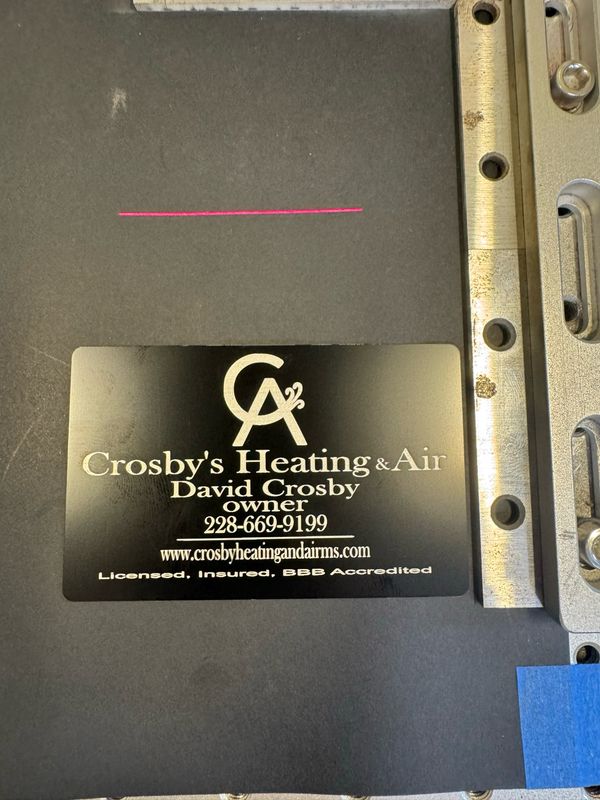 CA
Crosby's Heating & Air
David Crosby
owner
228-669-9199
www.crosbyheatingandairms.com
Licensed, Insured, BBB Accredited